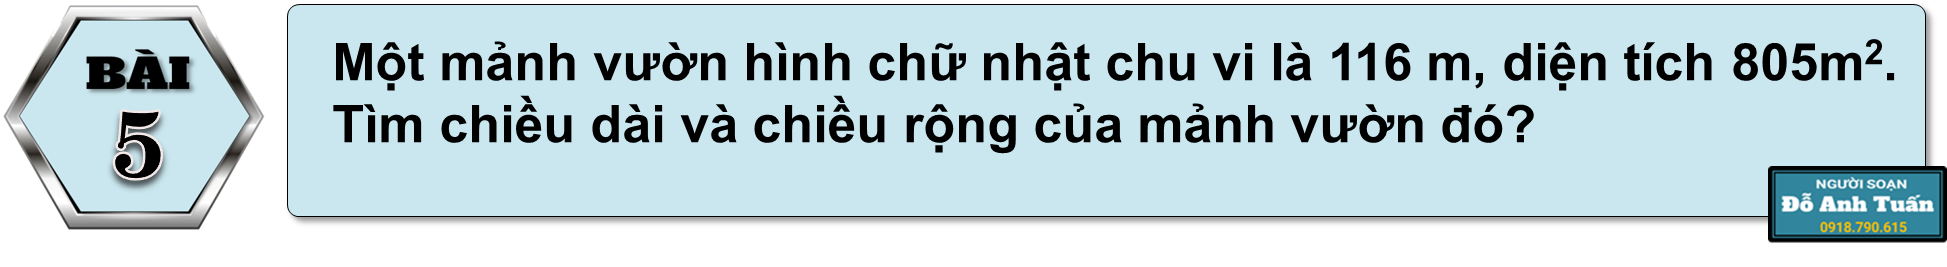 BÀI
5
Một mảnh vườn hình chữ nhật chu vi là 116 m, diện tích 805m².
Tìm chiều dài và chiều rộng của mảnh vườn đó?
NGƯỜI SOẠN
Đỗ Anh Tuấn
0918.790.615